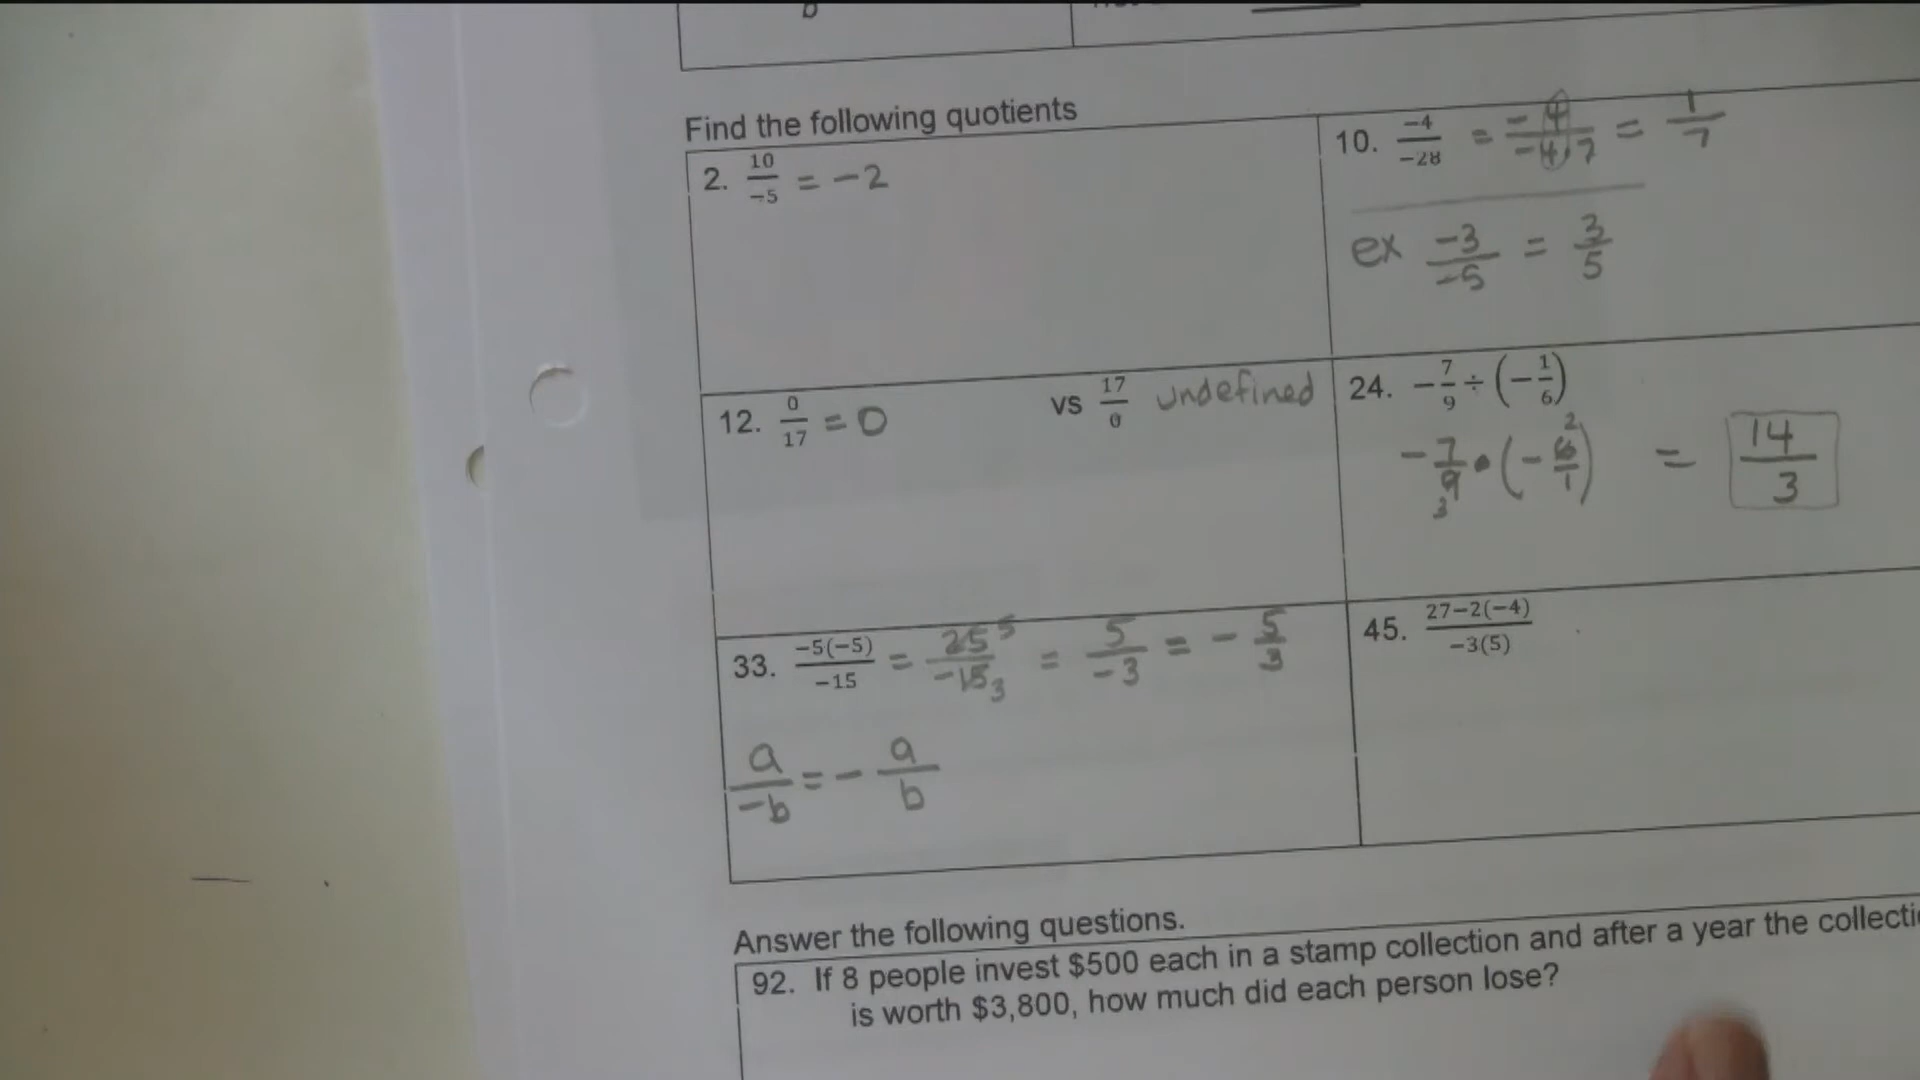 b
Find the following quotients
2. 10/-5 = -2
10. -4/-28 = -4/-4·7 = 1/7
ex -3/-5 = 3/5
12. 0/17 = 0 vs 17/0 undefined
24. -7/9 ÷ (-1/6)
-7/9 3 • (-6/1) 2 = 14/3
33. -5(-5)/-15 = 25 5/-15 3 = 5/-3 = -5/3
a/-b = -a/b
45. 27-2(-4)/-3(5)
Answer the following questions.
92. If 8 people invest $500 each in a stamp collection and after a year the collecti
is worth $3,800, how much did each person lose?